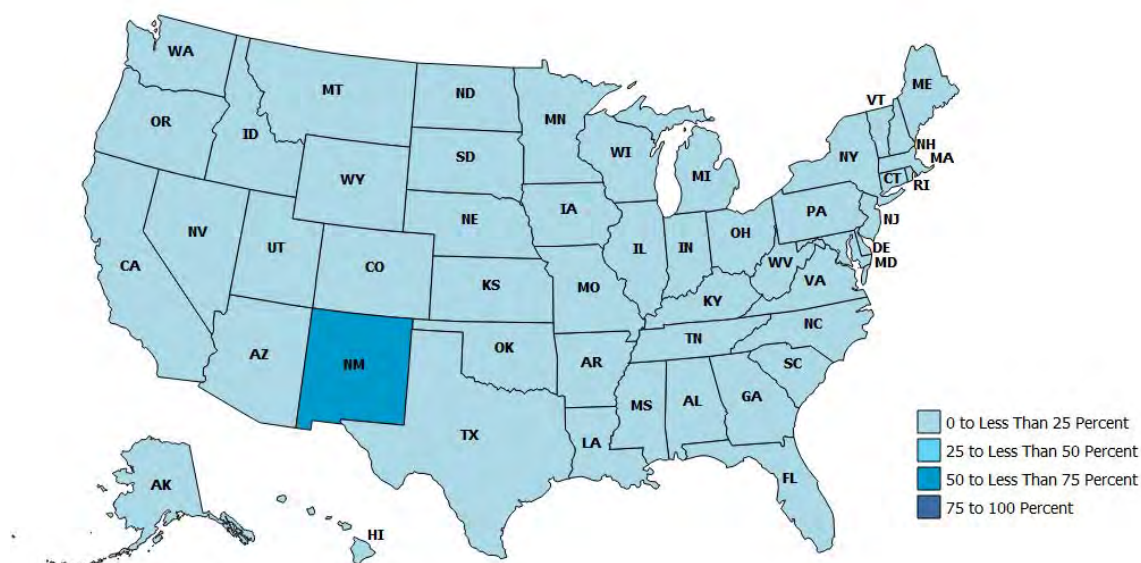 WA
MT
ND
MN
ME
VT
OR
ID
SD
WI
NY
NH
MA
WY
MI
CT
RI
IA
NE
PA
NJ
NV
UT
CO
IL
IN
OH
DE
MD
CA
KS
MO
WV
VA
KY
AZ
NM
OK
AR
TN
NC
SC
TX
MS
AL
GA
LA
FL
AK
HI
0 to Less Than 25 Percent
25 to Less Than 50 Percent
50 to Less Than 75 Percent
75 to 100 Percent